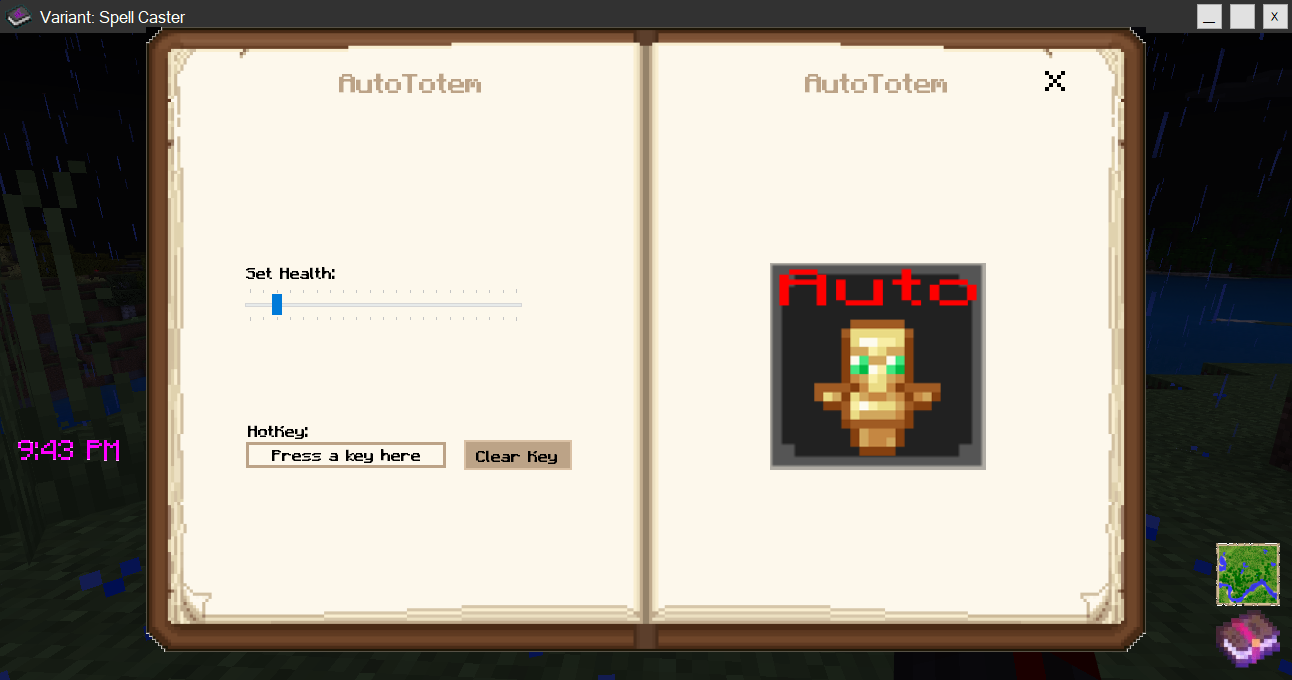 Variant: Spell Caster
_ X
AutoTotem
AutoTotem
X
Set Health:
Auto
HotKey:
Press a key here
Clear Key
9:43 PM